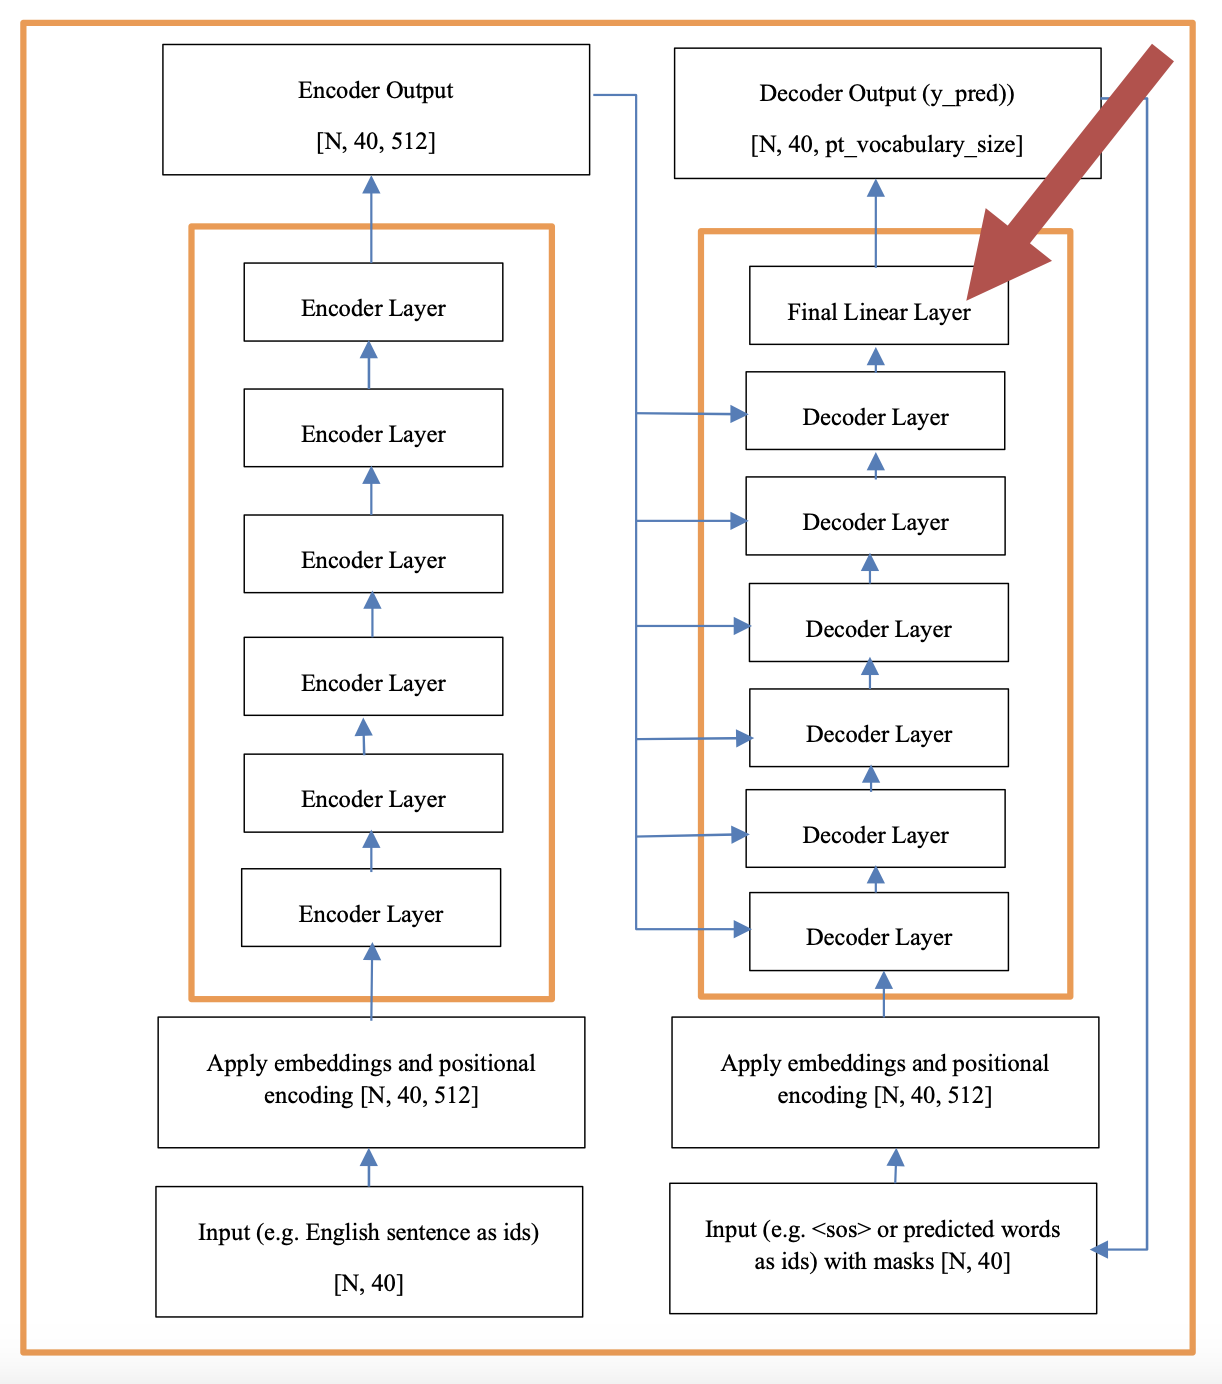 Encoder Output
[N, 40, 512]
Encoder Layer
Encoder Layer
Encoder Layer
Encoder Layer
Encoder Layer
Encoder Layer
Apply embeddings and positional
encoding [N, 40, 512]
Input (e.g. English sentence as ids)
[N, 40]
Decoder Output (y_pred))
[N, 40, pt_vocabulary_size]
Final Linear Layer
Decoder Layer
Decoder Layer
Decoder Layer
Decoder Layer
Decoder Layer
Decoder Layer
Apply embeddings and positional
encoding [N, 40, 512]
Input (e.g. <sos> or predicted words
as ids) with masks [N, 40]